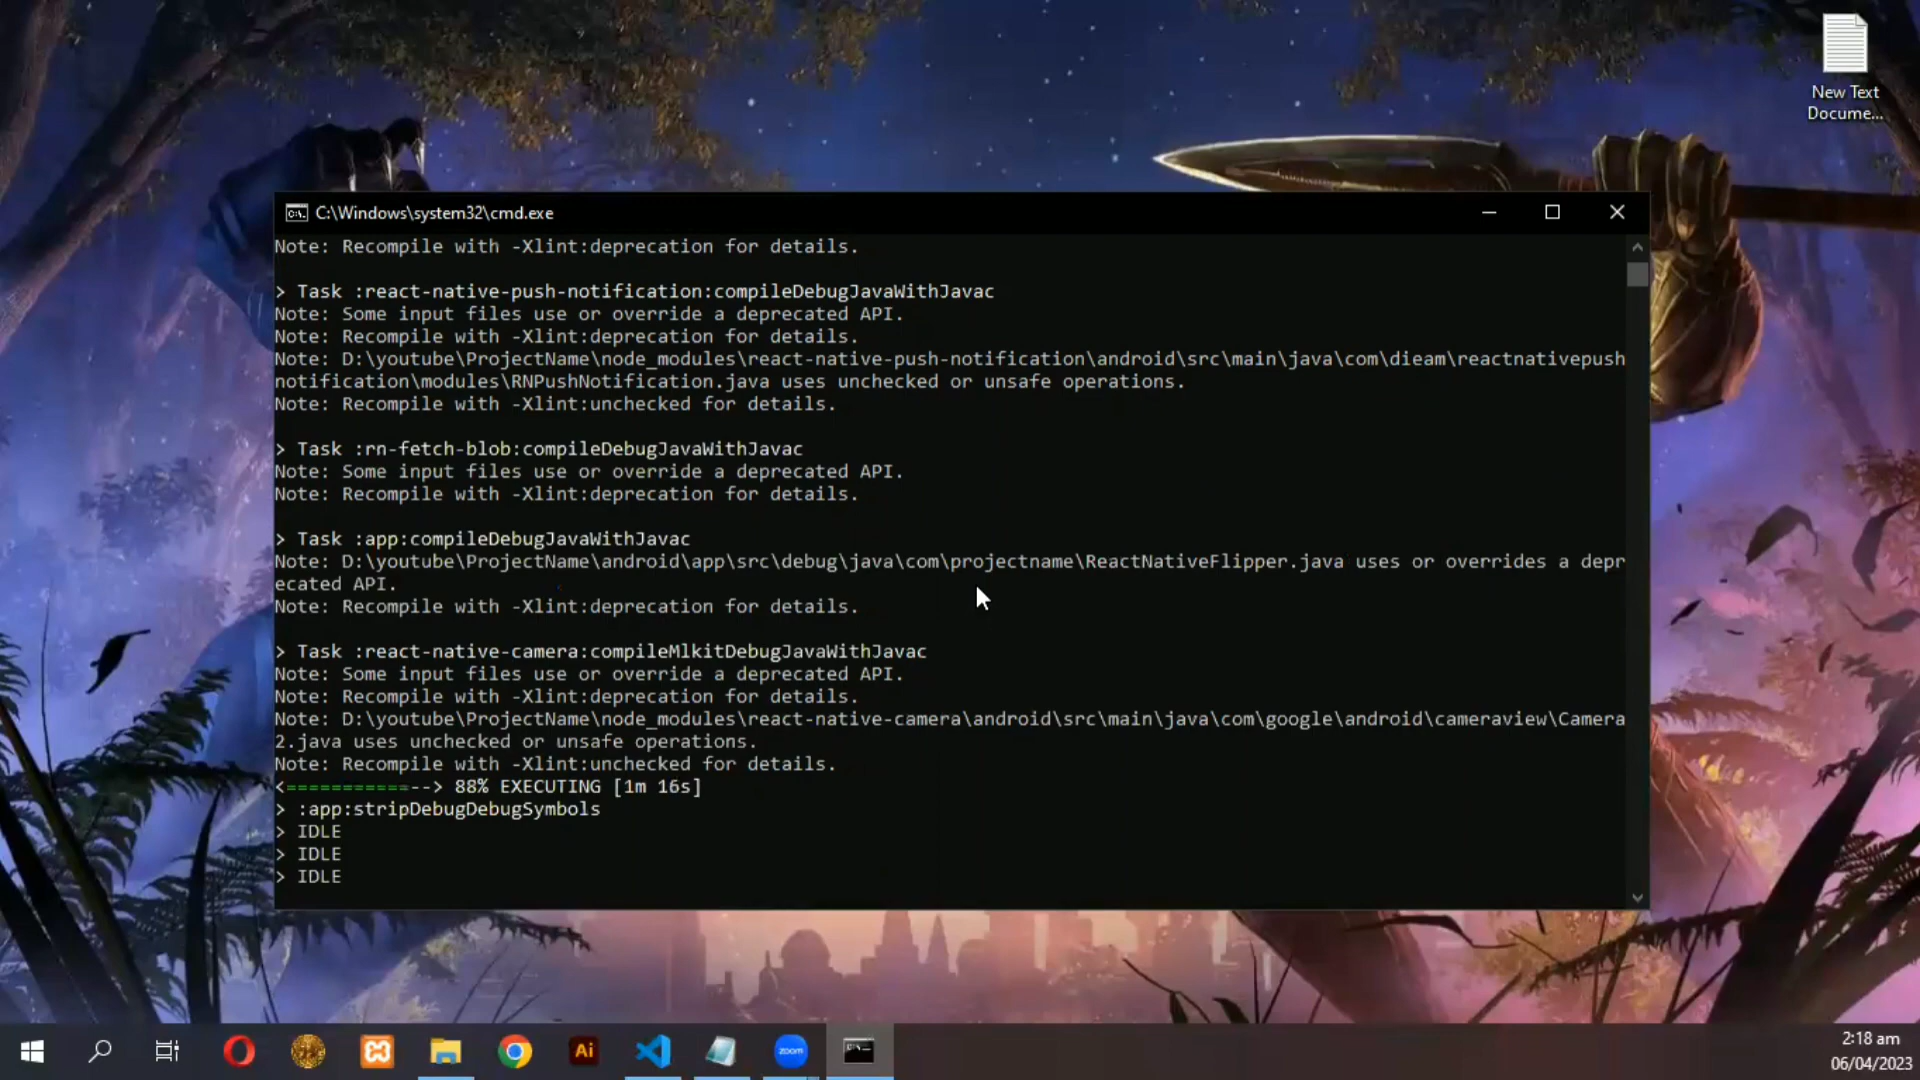 New Text
Docume...
C:\Windows\system32\cmd.exe
Note: Recompile with -Xlint:deprecation for details.
> Task :react-native-push-notification:compileDebugJavaWithJavac
Note: Some input files use or override a deprecated API.
Note: Recompile with -Xlint:deprecation for details.
Note: D:\youtube\ProjectName\node_modules\react-native-push-notification\android\src\main\java\com\dieam\reactnativepush
notification\modules\RNPushNotification.java uses unchecked or unsafe operations.
Note: Recompile with -Xlint:unchecked for details.
> Task :rn-fetch-blob:compileDebugJavaWithJavac
Note: Some input files use or override a deprecated API.
Note: Recompile with -Xlint:deprecation for details.
> Task :app:compileDebugJavaWithJavac
Note: D:\youtube\ProjectName\android\app\src\debug\java\com\projectname\ReactNativeFlipper.java uses or overrides a depr
ecated API.
Note: Recompile with -Xlint:deprecation for details.
> Task :react-native-camera:compileMlkitDebugJavaWithJavac
Note: Some input files use or override a deprecated API.
Note: Recompile with -Xlint:deprecation for details.
Note: D:\youtube\ProjectName\node_modules\react-native-camera\android\src\main\java\com\google\android\cameraview\Camera
2.java uses unchecked or unsafe operations.
Note: Recompile with -Xlint:unchecked for details.
<===========--> 88% EXECUTING [1m 16s]
> :app:stripDebugDebugSymbols
> IDLE
> IDLE
> IDLE
Ai
zoom
2:18 am
06/04/2023